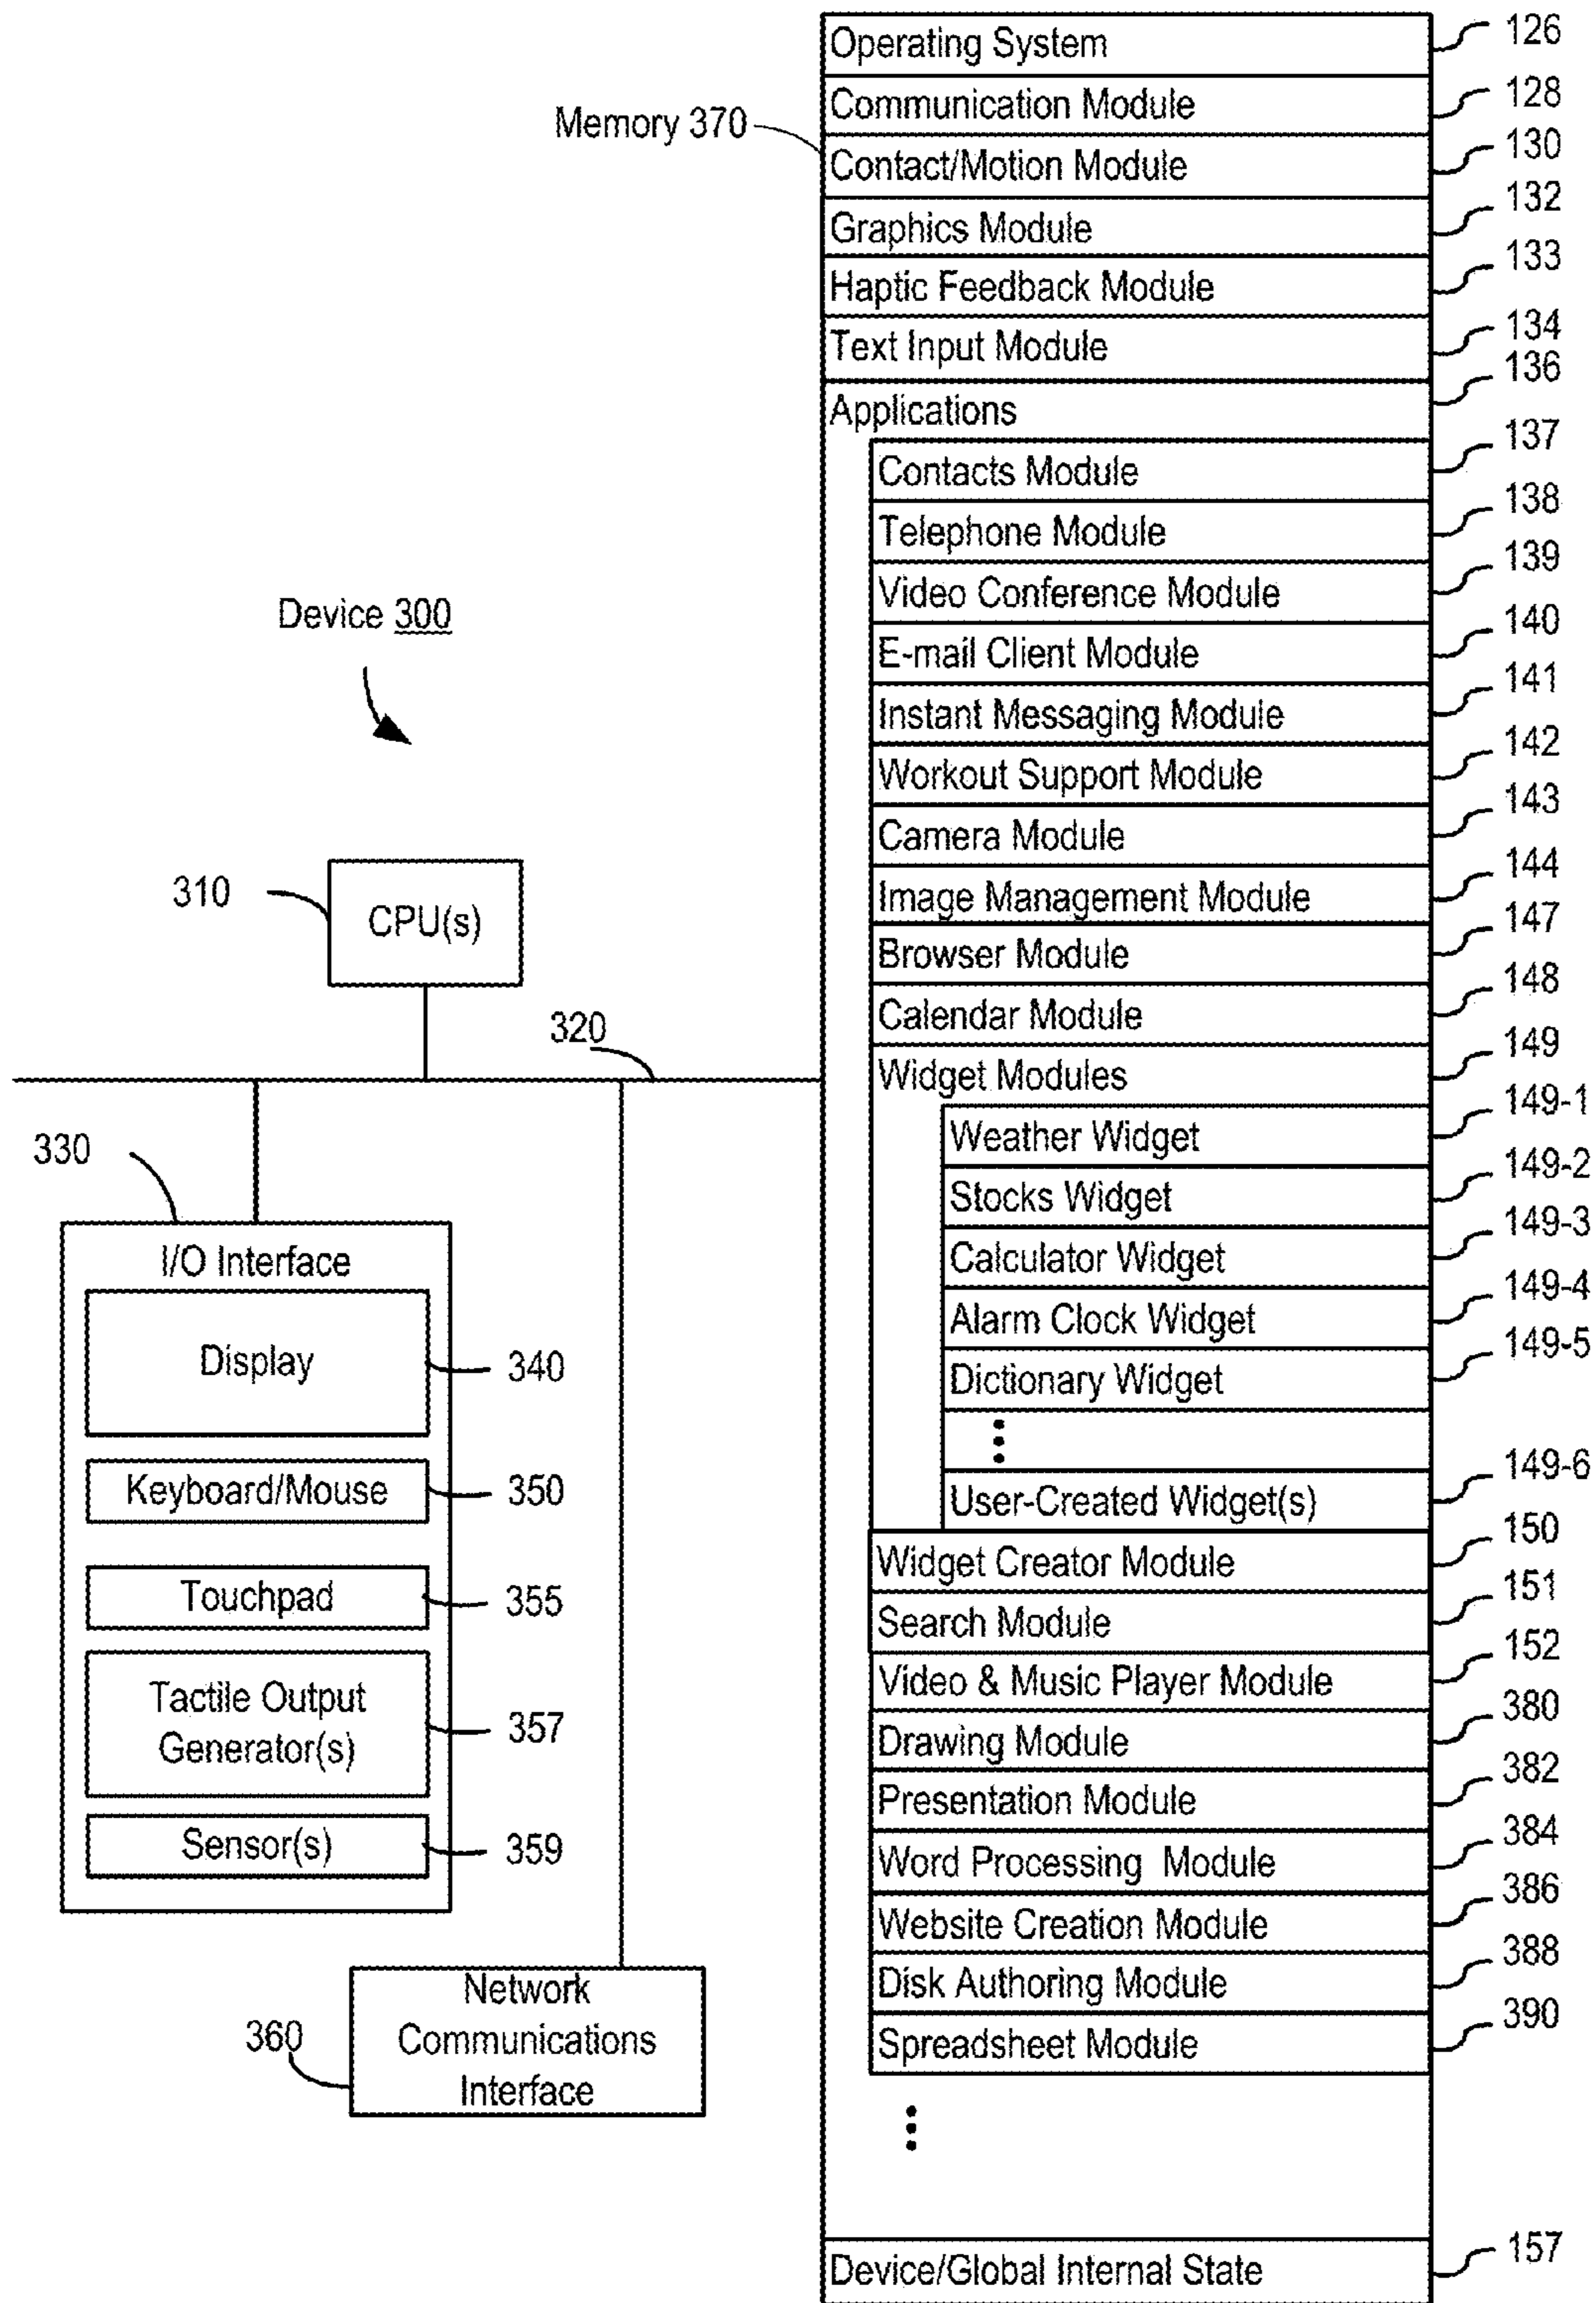 Device 300
310
CPU(s)
320
330
I/O Interface
Display
340
Keyboard/Mouse
350
Touchpad
355
Tactile Output
Generator(s)
357
Sensor(s)
359
360
Network
Communications
Interface
Memory 370
Operating System 126
Communication Module 128
Contact/Motion Module 130
Graphics Module 132
Haptic Feedback Module 133
Text Input Module 134
Applications 136
Contacts Module 137
Telephone Module 138
Video Conference Module 139
E-mail Client Module 140
Instant Messaging Module 141
Workout Support Module 142
Camera Module 143
Image Management Module 144
Browser Module 147
Calendar Module 148
Widget Modules 149
Weather Widget 149-1
Stocks Widget 149-2
Calculator Widget 149-3
Alarm Clock Widget 149-4
Dictionary Widget 149-5
User-Created Widget(s) 149-6
Widget Creator Module 150
Search Module 151
Video & Music Player Module 152
Drawing Module 380
Presentation Module 382
Word Processing Module 384
Website Creation Module 386
Disk Authoring Module 388
Spreadsheet Module 390
Device/Global Internal State 157